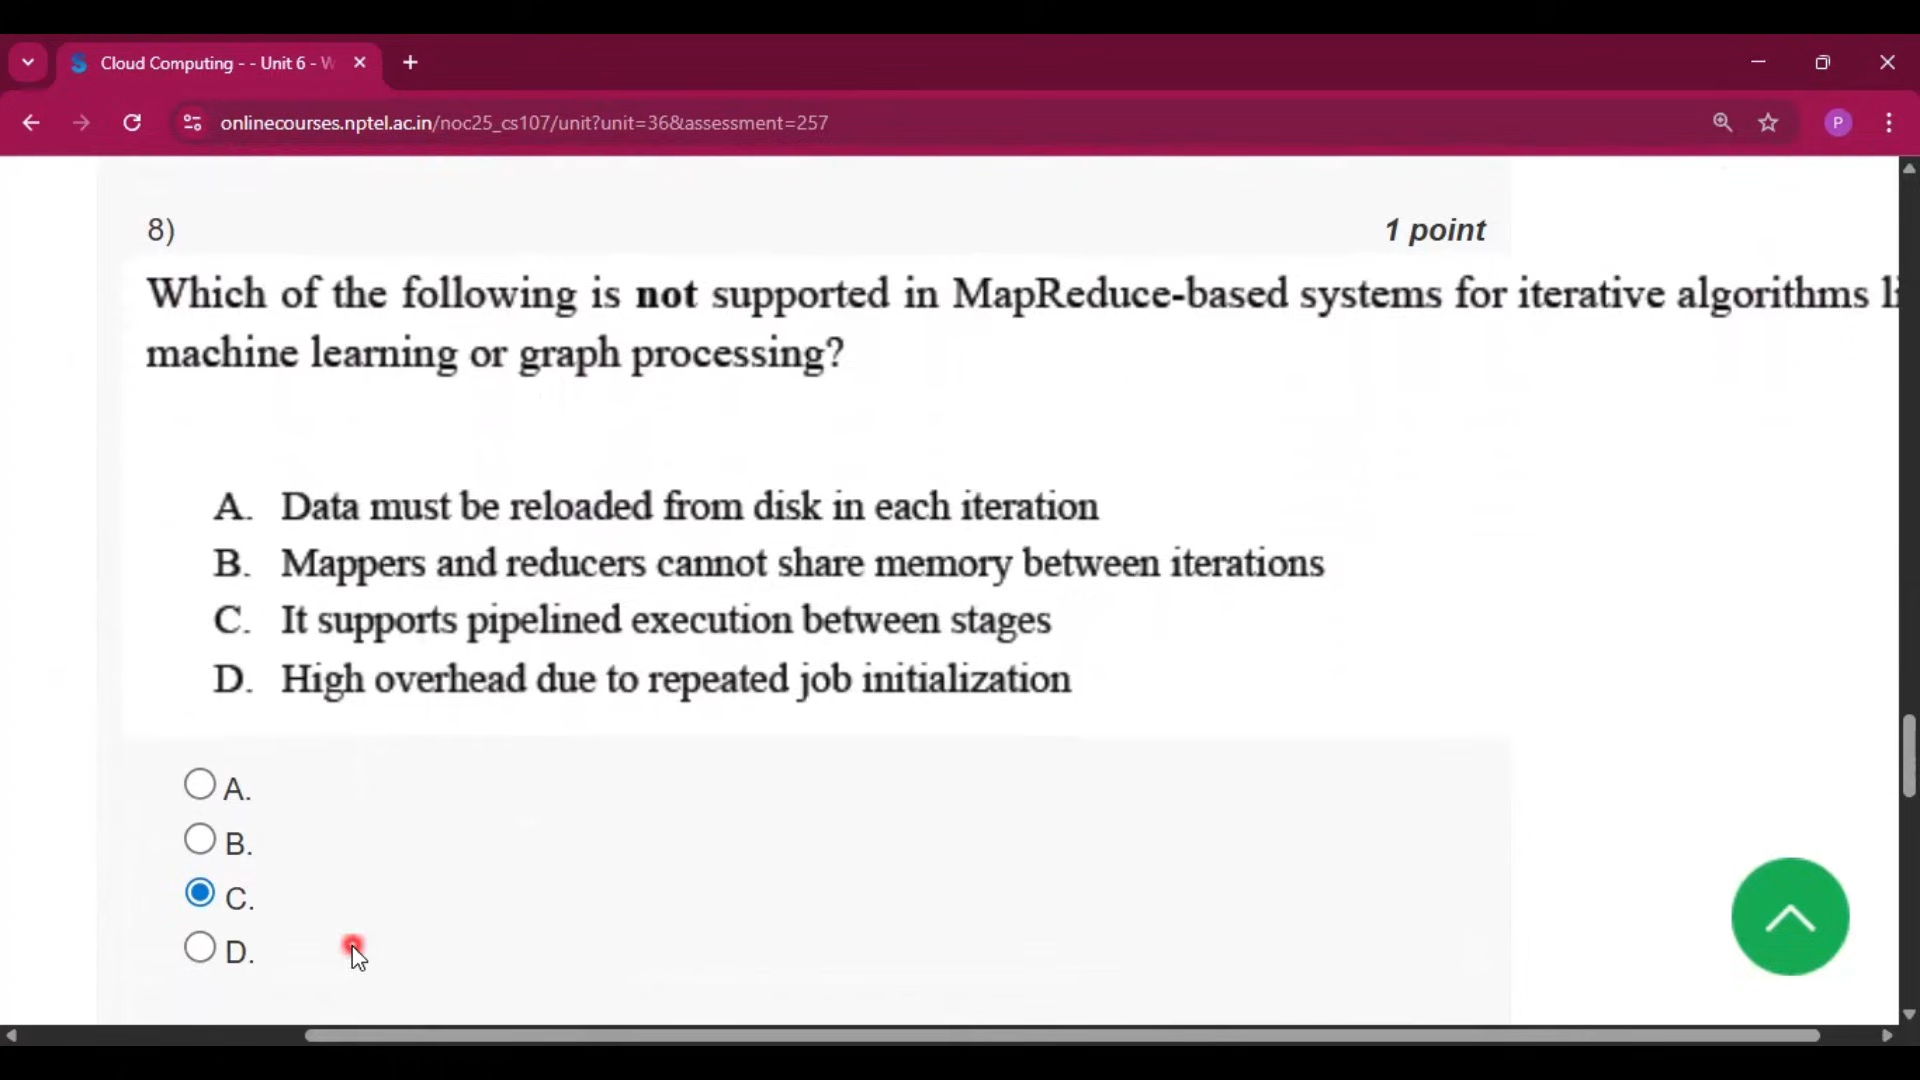 Cloud Computing - - Unit 6 - W
onlinecourses.nptel.ac.in/noc25_cs107/unit?unit=36&assessment=257
P
8)
1 point
Which of the following is not supported in MapReduce-based systems for iterative algorithms li
machine learning or graph processing?
A. Data must be reloaded from disk in each iteration
B. Mappers and reducers cannot share memory between iterations
C. It supports pipelined execution between stages
D. High overhead due to repeated job initialization
A.
B.
C.
D.